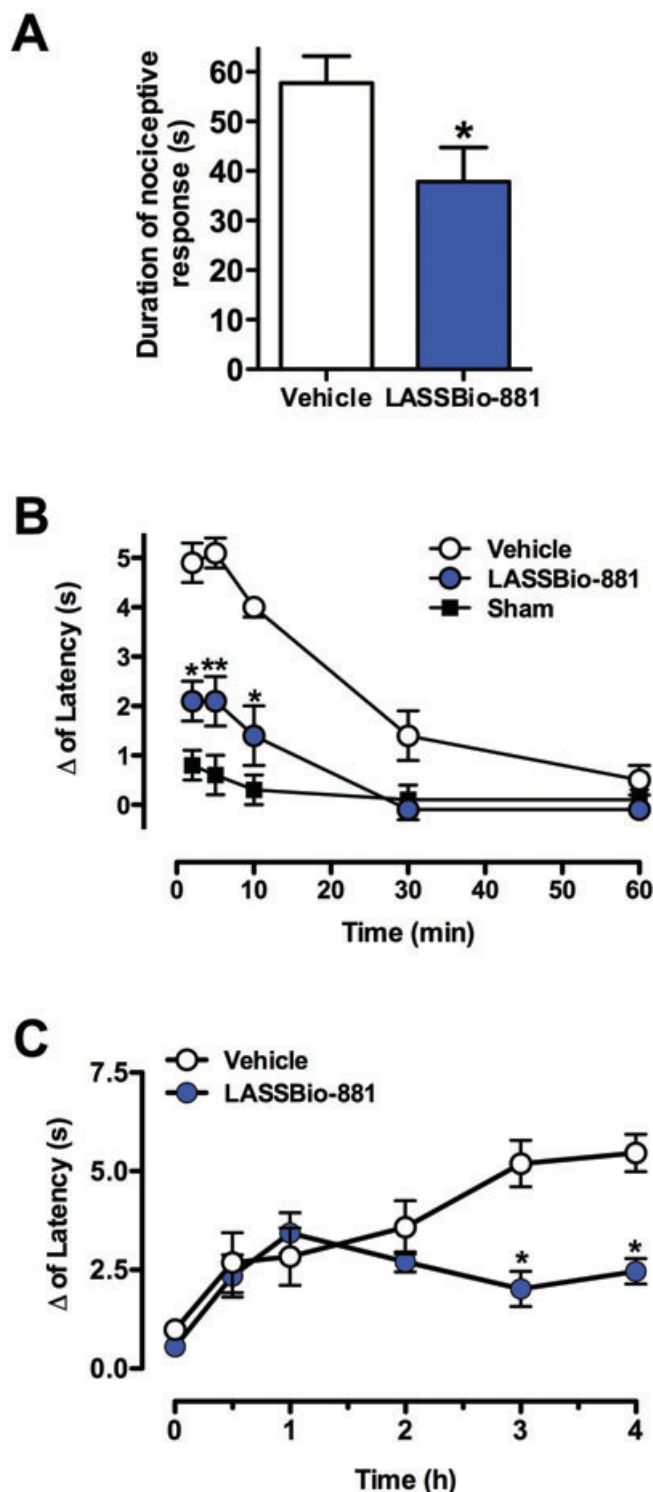 A
Duration of nociceptive
response (s)
60
50
40
30
20
10
0
*
Vehicle
LASSBio-881
B
Δ of Latency (s)
5
4
3
2
1
0
Vehicle
LASSBio-881
Sham
* ** *
0 10 20 30 40 50 60
Time (min)
C
Δ of Latency (s)
Vehicle
LASSBio-881
7.5
5.0
2.5
0.0
* *
0 1 2 3 4
Time (h)